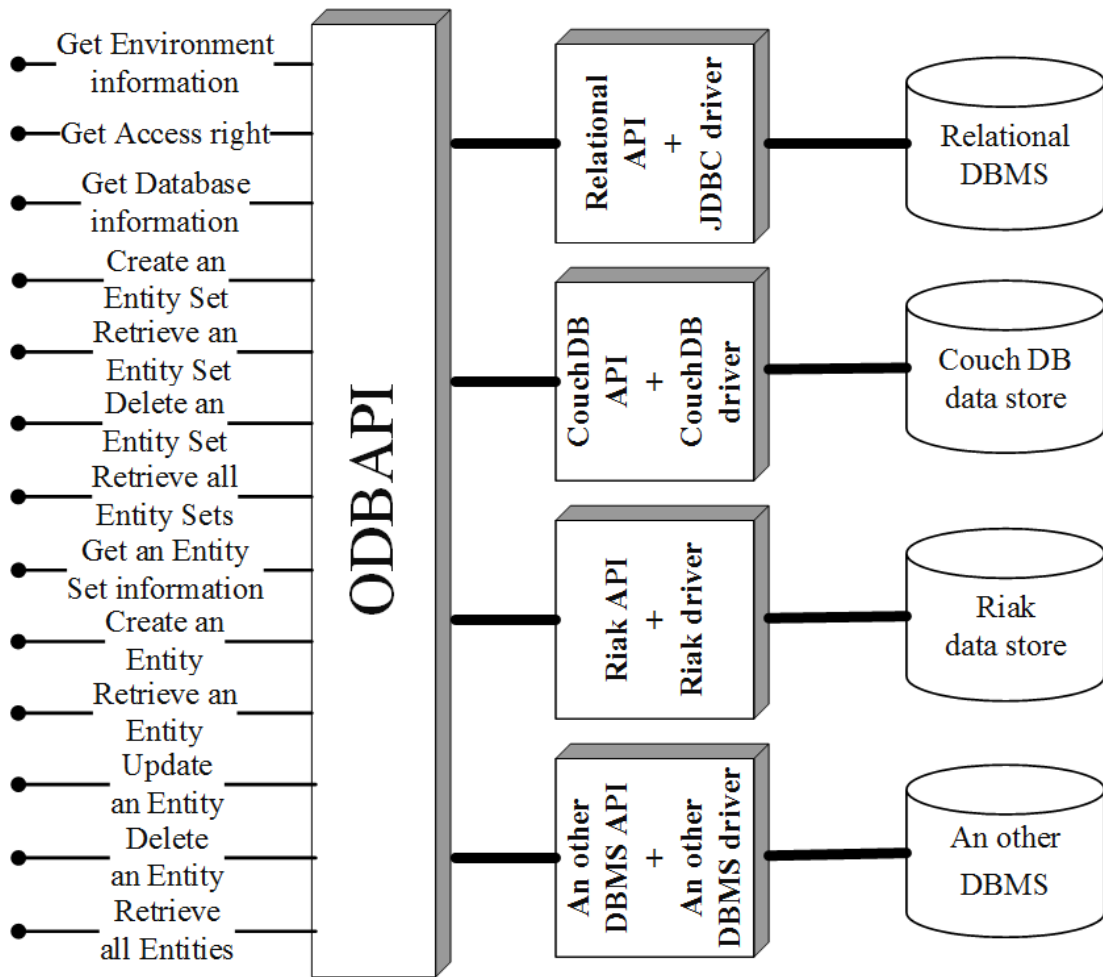 Get Environment
information
Get Access right
Get Database
information
Create an
Entity Set
Retrieve an
Entity Set
Delete an
Entity Set
Retrieve all
Entity Sets
Get an Entity
Set information
Create an
Entity
Retrieve an
Entity
Update
an Entity
Delete
an Entity
Retrieve
all Entities
ODBAPI
Relational
API
+
JDBC driver
Relational
DBMS
CouchDB
API
+
CouchDB
driver
Couch DB
data store
Riak API
+
Riak driver
Riak
data store
An other
DBMS API
+
An other
DBMS driver
An other
DBMS